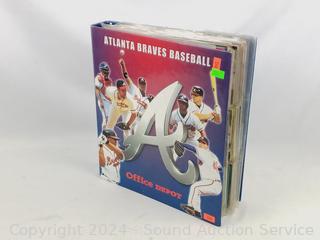 ATLANTA BRAVES BASEBALL
A
Office DEPOT
Copyright 2024 - Sound Auction Service